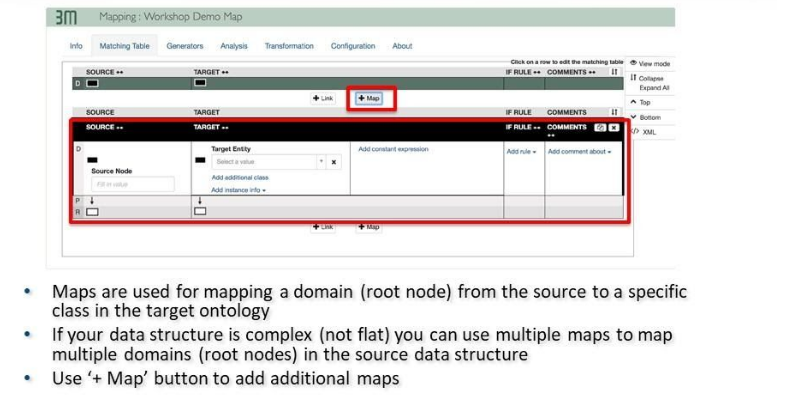 3M Mapping : Workshop Demo Map
Info Matching Table Generators Analysis Transformation Configuration About
Click on a row to edit the matching table
View mode
SOURCE TARGET IF RULE COMMENTS
Collapse
Expand All
D
+ Link + Map
Top
SOURCE TARGET IF RULE COMMENTS
Bottom
SOURCE TARGET IF RULE COMMENTS
</> XML
D Target Entity Add constant expression Add rule Add comment about
Select a value x
Source Node
Add additional class
Fill in value
Add instance info
P
R
+ Link + Map
• Maps are used for mapping a domain (root node) from the source to a specific
class in the target ontology
• If your data structure is complex (not flat) you can use multiple maps to map
multiple domains (root nodes) in the source data structure
• Use ‘+ Map’ button to add additional maps